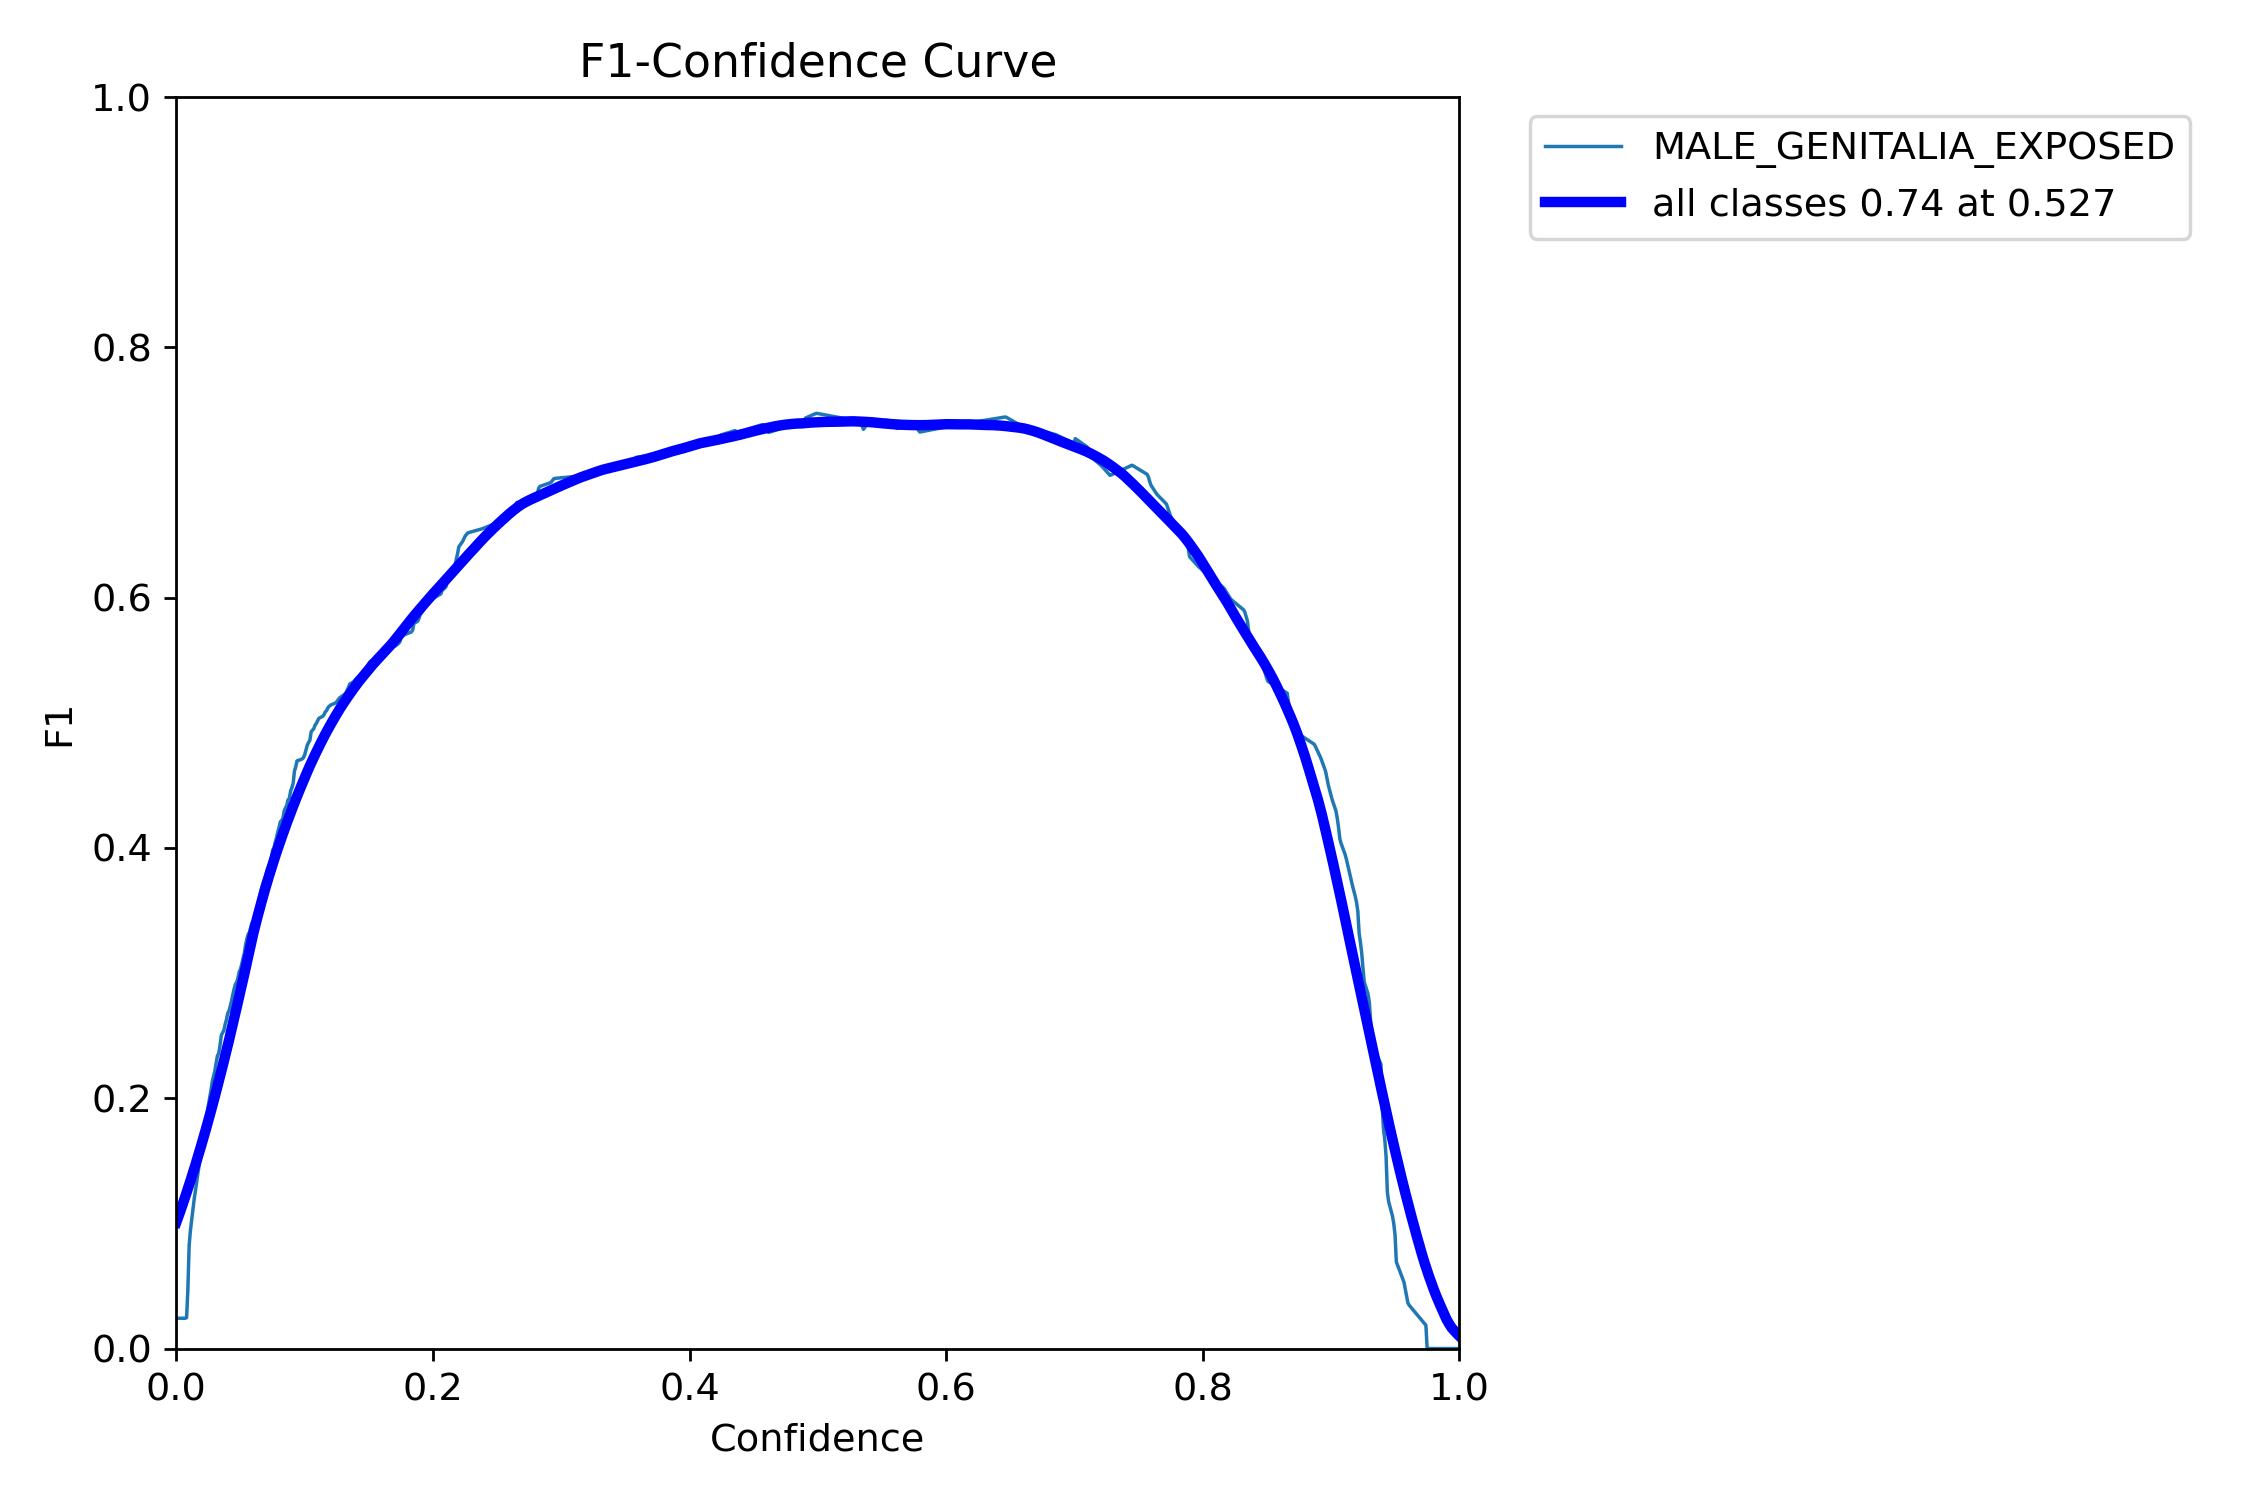 F1-Confidence Curve
MALE_GENITALIA_EXPOSED
all classes 0.74 at 0.527
1.0
0.8
0.6
0.4
0.2
0.0
F1
0.0 0.2 0.4 0.6 0.8 1.0
Confidence